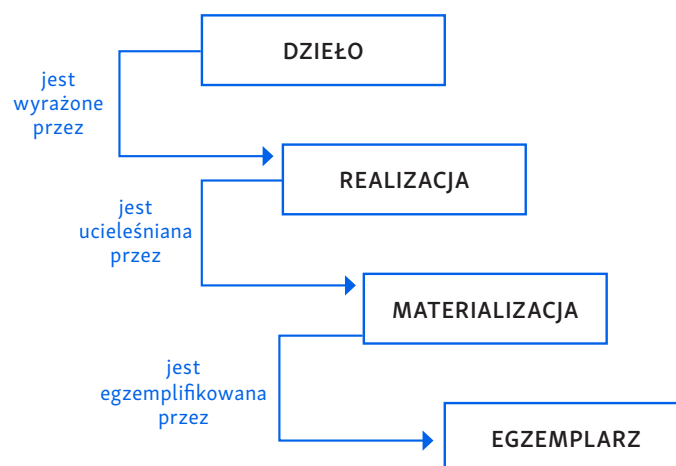 DZIEŁO
jest
wyrażone
przez
REALIZACJA
jest
ucieleśniana
przez
MATERIALIZACJA
jest
egzemplifikowana
przez
EGZEMPLARZ